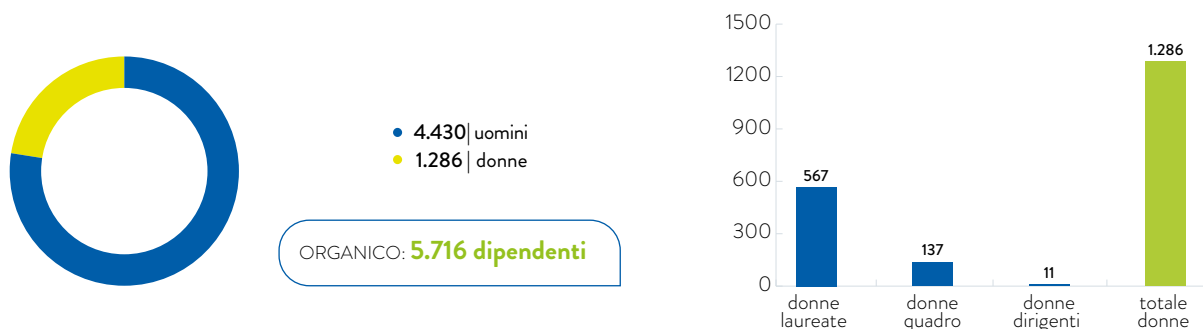 4.430| uomini
1.286| donne
ORGANICO: 5.716 dipendenti
1500
1200
900
600
300
0
567
137
11
1.286
donne laureate
donne quadro
donne dirigenti
totale donne